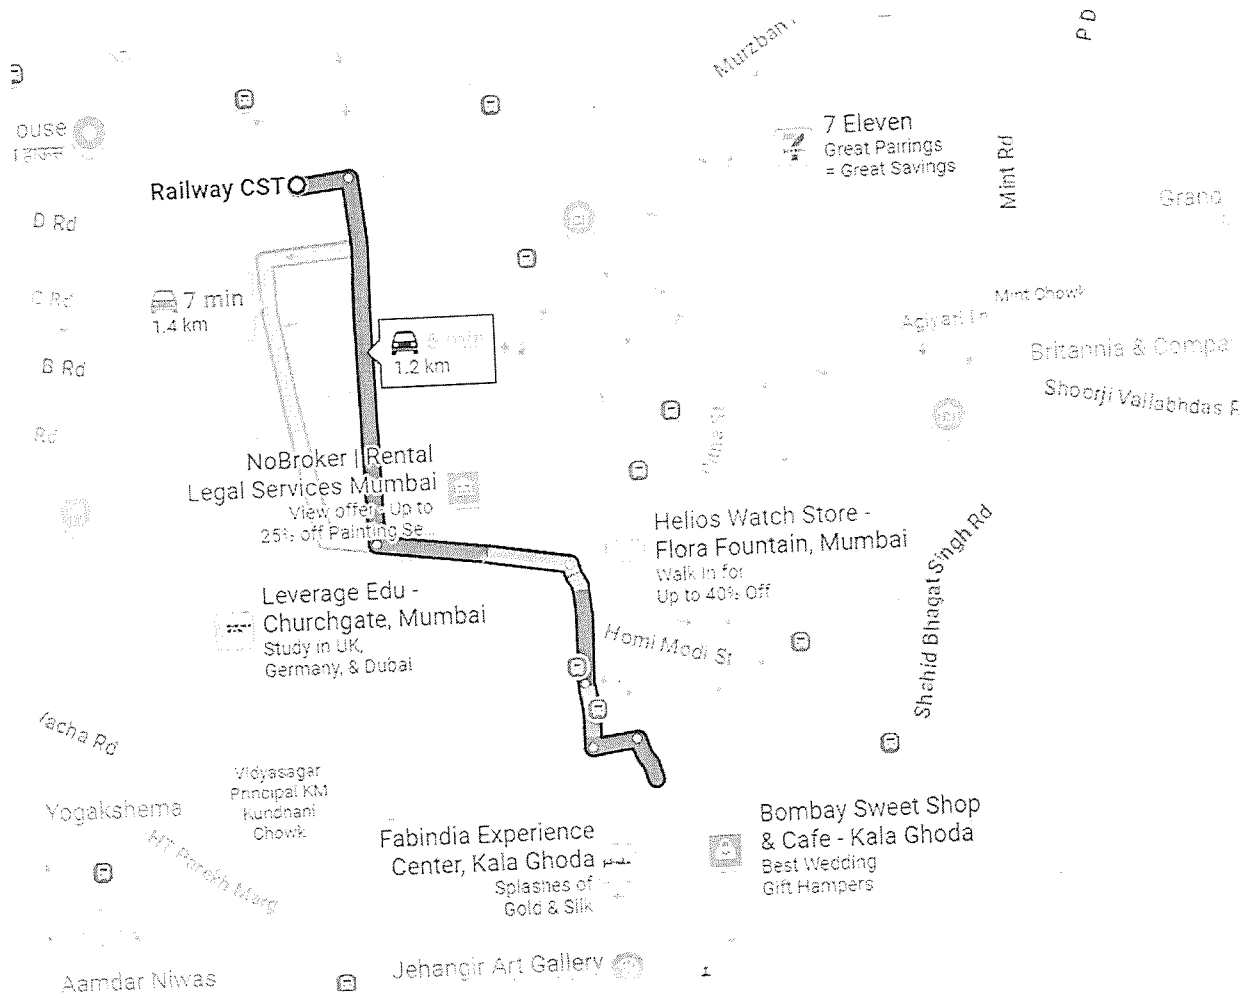 Murzban
P D
ouse
7 Eleven
Great Pairings
= Great Savings
Mint Rd
Railway CST
Grand
D Rd
C Rd
7 min
1.4 km
Mint Chowk
Agiyari Ln
6 min
1.2 km
B Rd
Britannia & Compa
Shoorji Vallabhdas R
Rd
NoBroker | Rental
Legal Services Mumbai
View offer Up to
25% off Painting Se...
Helios Watch Store -
Flora Fountain, Mumbai
Walk in for
Up to 40% Off
Shahid Bhagat Singh Rd
Leverage Edu -
Churchgate, Mumbai
Study in UK,
Germany, & Dubai
Homi Modi St
Vacha Rd
Vidyasagar
Principal KM
Kundnani
Chowk
Yogakshema
HT Parekh Marg
Fabindia Experience
Center, Kala Ghoda
Splashes of
Gold & Silk
Bombay Sweet Shop
& Cafe - Kala Ghoda
Best Wedding
Gift Hampers
Jehangir Art Gallery
Aamdar Niwas